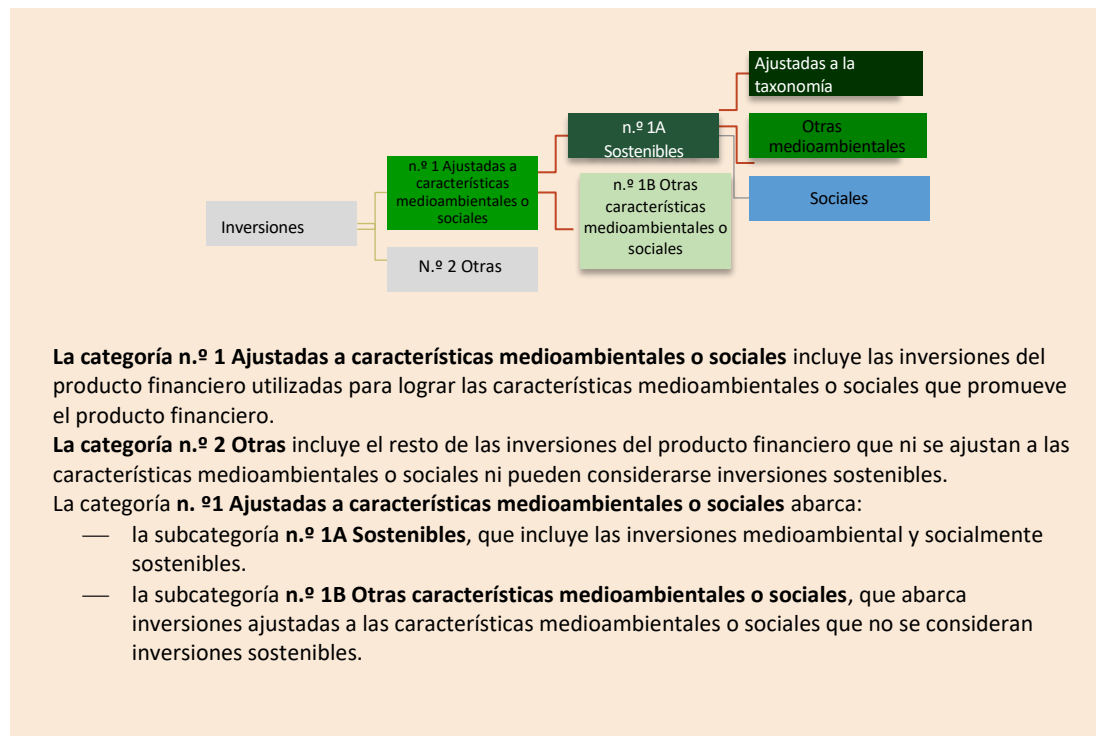 Ajustadas a la
taxonomía
n.º 1A
Sostenibles
Otras
medioambientales
n.º 1 Ajustadas a
características
medioambientales o
sociales
n.º 1B Otras
características
medioambientales o
sociales
Sociales
Inversiones
N.º 2 Otras
La categoría n.º 1 Ajustadas a características medioambientales o sociales incluye las inversiones del
producto financiero utilizadas para lograr las características medioambientales o sociales que promueve
el producto financiero.
La categoría n.º 2 Otras incluye el resto de las inversiones del producto financiero que ni se ajustan a las
características medioambientales o sociales ni pueden considerarse inversiones sostenibles.
La categoría n. º1 Ajustadas a características medioambientales o sociales abarca:
— la subcategoría n.º 1A Sostenibles, que incluye las inversiones medioambiental y socialmente
sostenibles.
— la subcategoría n.º 1B Otras características medioambientales o sociales, que abarca
inversiones ajustadas a las características medioambientales o sociales que no se consideran
inversiones sostenibles.